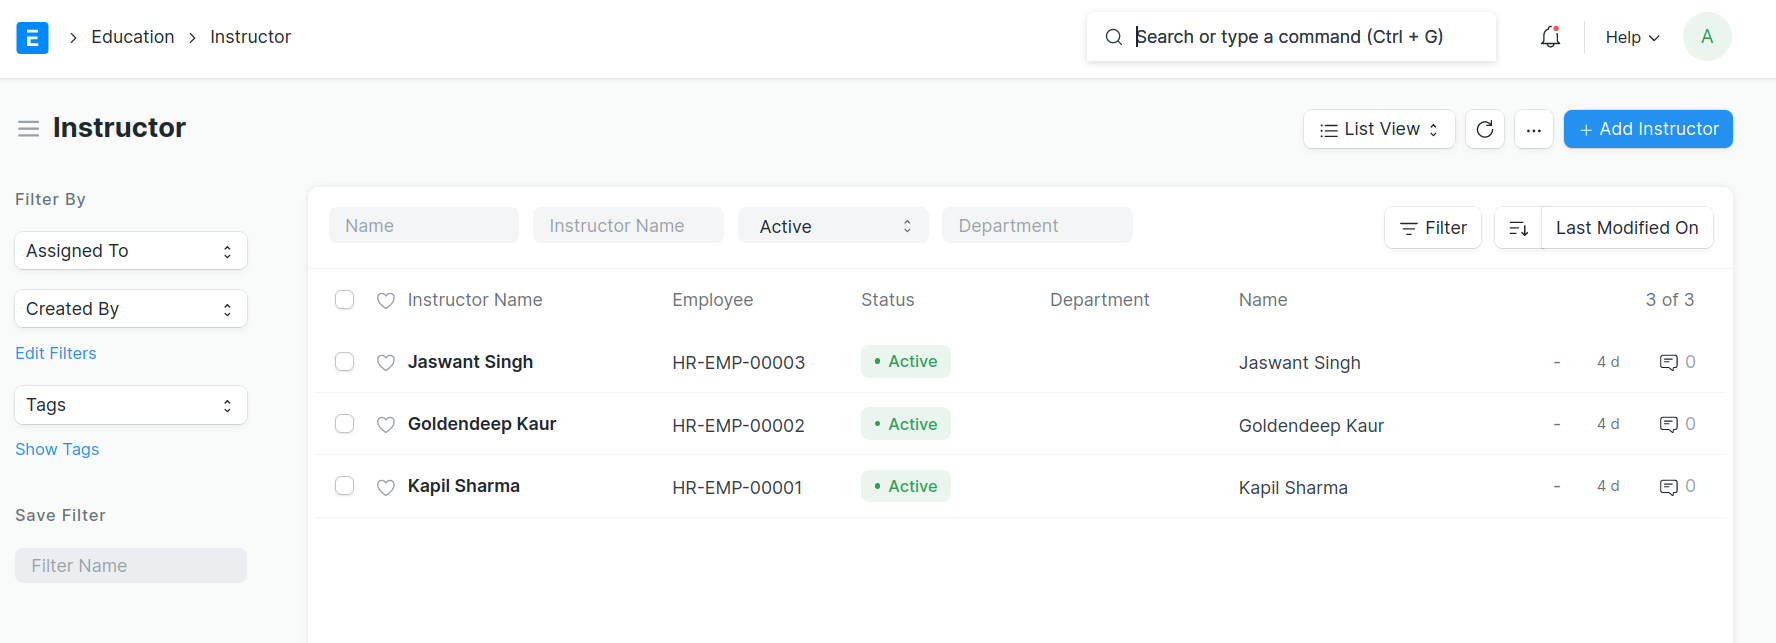 E > Education > Instructor Search or type a command (Ctrl + G) Help A
Instructor List View ... + Add Instructor
Filter By
Assigned To
Created By
Edit Filters
Tags
Show Tags
Save Filter
Filter Name
Name Instructor Name Active Department Filter Last Modified On
Instructor Name Employee Status Department Name 3 of 3
Jaswant Singh HR-EMP-00003 • Active Jaswant Singh - 4 d 0
Goldendeep Kaur HR-EMP-00002 • Active Goldendeep Kaur - 4 d 0
Kapil Sharma HR-EMP-00001 • Active Kapil Sharma - 4 d 0